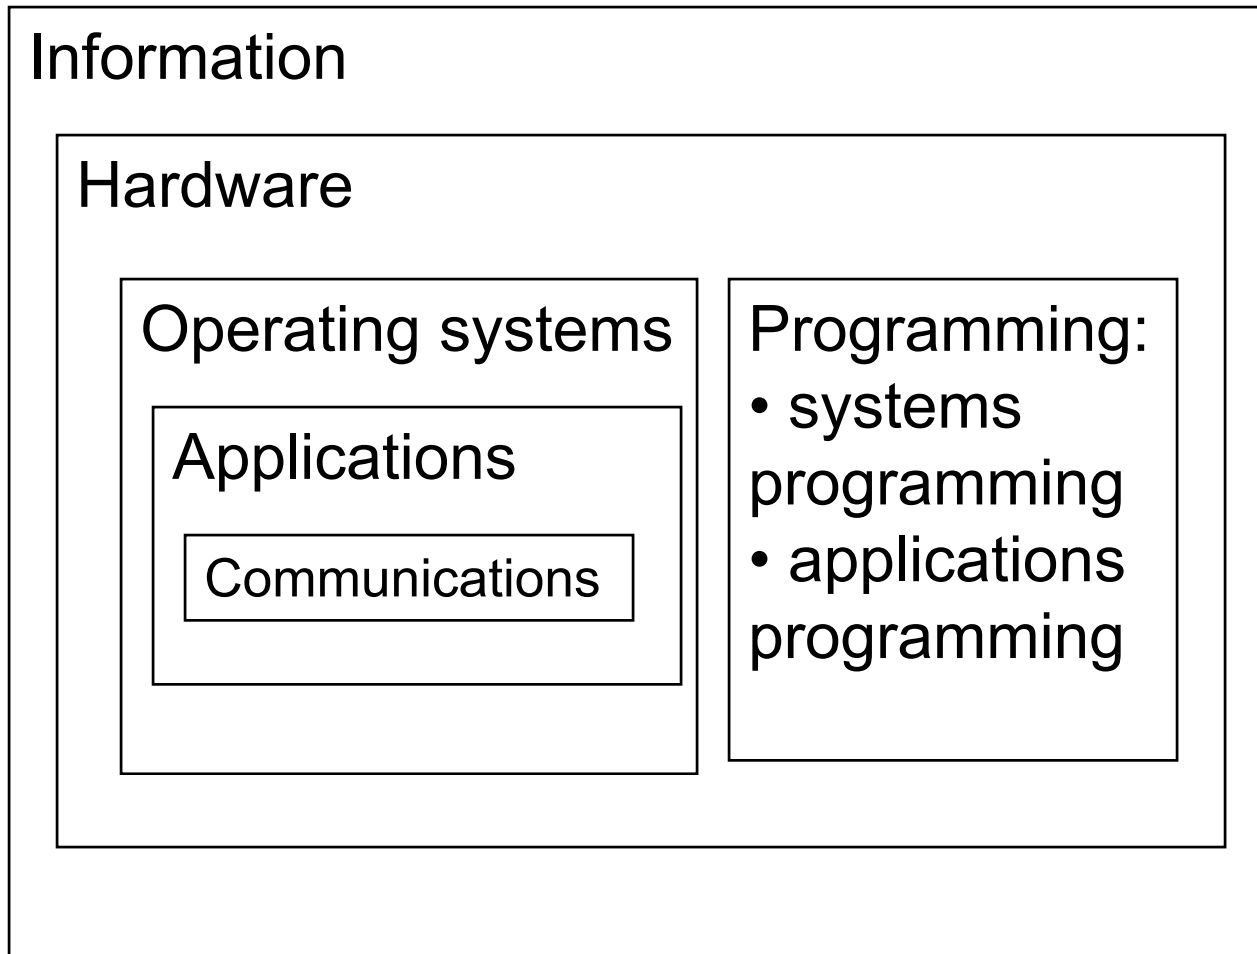 Information
Hardware
Operating systems
Applications
Communications
Programming:
• systems
programming
• applications
programming